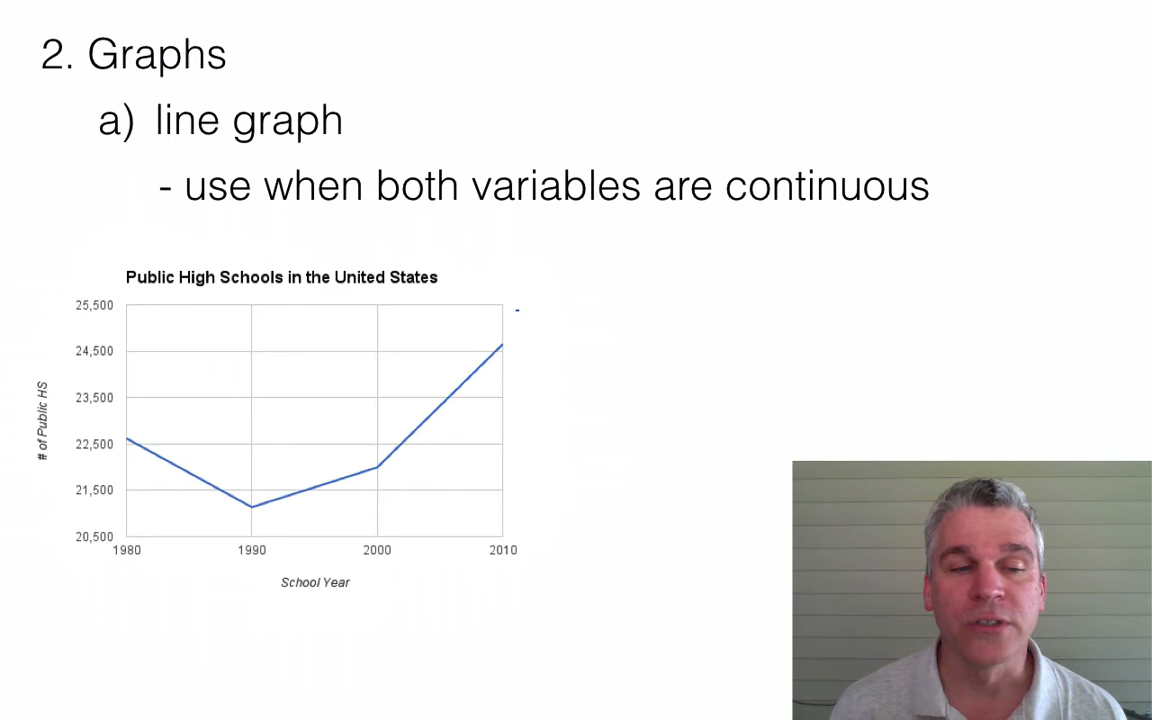 2. Graphs
a) line graph
- use when both variables are continuous
Public High Schools in the United States
25,500
24,500
23,500
22,500
21,500
20,500
# of Public HS
1980 1990 2000 2010
School Year